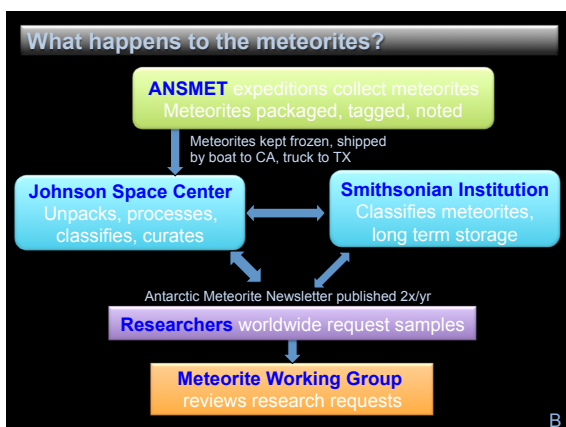 What happens to the meteorites?
ANSMET expeditions collect meteorites
Meteorites packaged, tagged, noted
Meteorites kept frozen, shipped
by boat to CA, truck to TX
Johnson Space Center
Unpacks, processes,
classifies, curates
Smithsonian Institution
Classifies meteorites,
long term storage
Antarctic Meteorite Newsletter published 2x/yr
Researchers worldwide request samples
Meteorite Working Group
reviews research requests
B